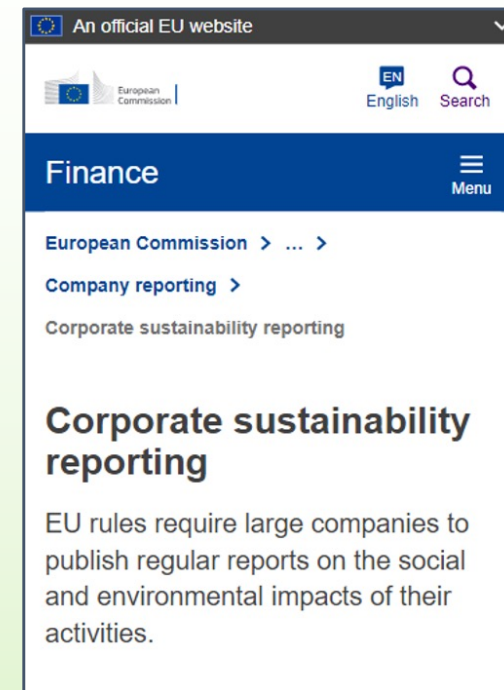 An official EU website
European
Commission
EN
English
Search
Finance
Menu
European Commission > ... >
Company reporting >
Corporate sustainability reporting
Corporate sustainability
reporting
EU rules require large companies to
publish regular reports on the social
and environmental impacts of their
activities.